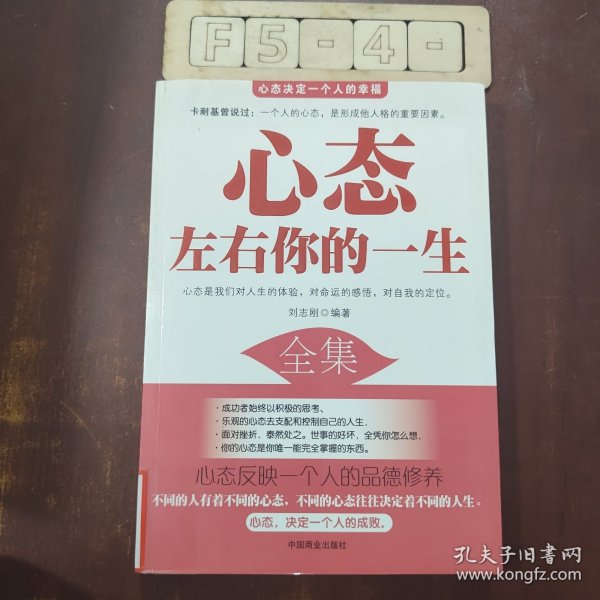 F5-4-
心态决定一个人的幸福
卡耐基曾说过：一个人的心态，是形成他人格的重要因素。
心态
左右你的一生
心态是我们对人生的体验，对命运的感悟，对自我的定位。
刘志刚◎编著
全集
·成功者始终以积极的思考、
·乐观的心态去支配和控制自己的人生，
·面对挫折，泰然处之。世事的好坏，全凭你怎么想，
·你的心态是你唯一能完全掌握的东西。
心态反映一个人的品德修养
不同的人有着不同的心态，不同的心态往往决定着不同的人生。
心态，决定一个人的成败。
中国商业出版社
孔夫子旧书网
www.kongfz.com